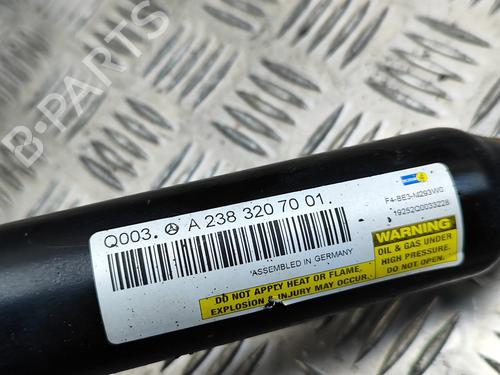 B-PARTS
F4-BE3-M293W0
19252Q0033228
Q003. A 238 320 70 01.
*ASSEMBLED IN GERMANY
WARNING
OIL & GAS UNDER
HIGH PRESSURE.
DO NOT OPEN.
DO NOT APPLY HEAT OR FLAME,
EXPLOSION & INJURY MAY OCCUR.